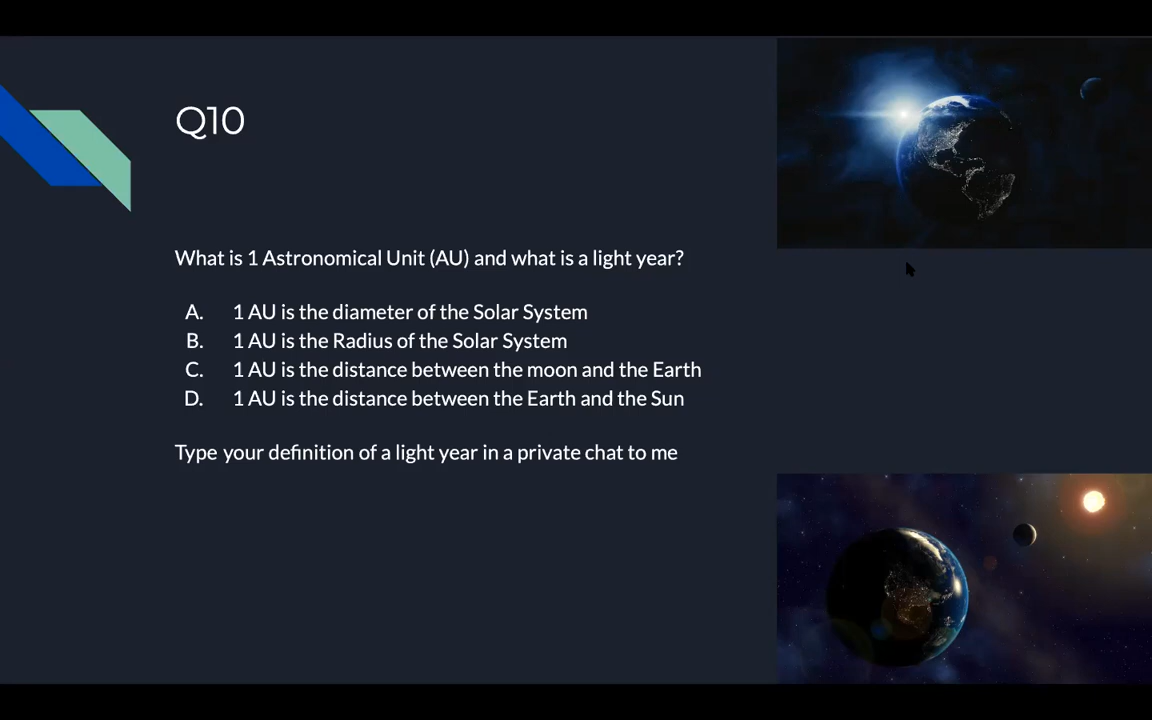 Q10
What is 1 Astronomical Unit (AU) and what is a light year?
A. 1 AU is the diameter of the Solar System
B. 1 AU is the Radius of the Solar System
C. 1 AU is the distance between the moon and the Earth
D. 1 AU is the distance between the Earth and the Sun
Type your definition of a light year in a private chat to me